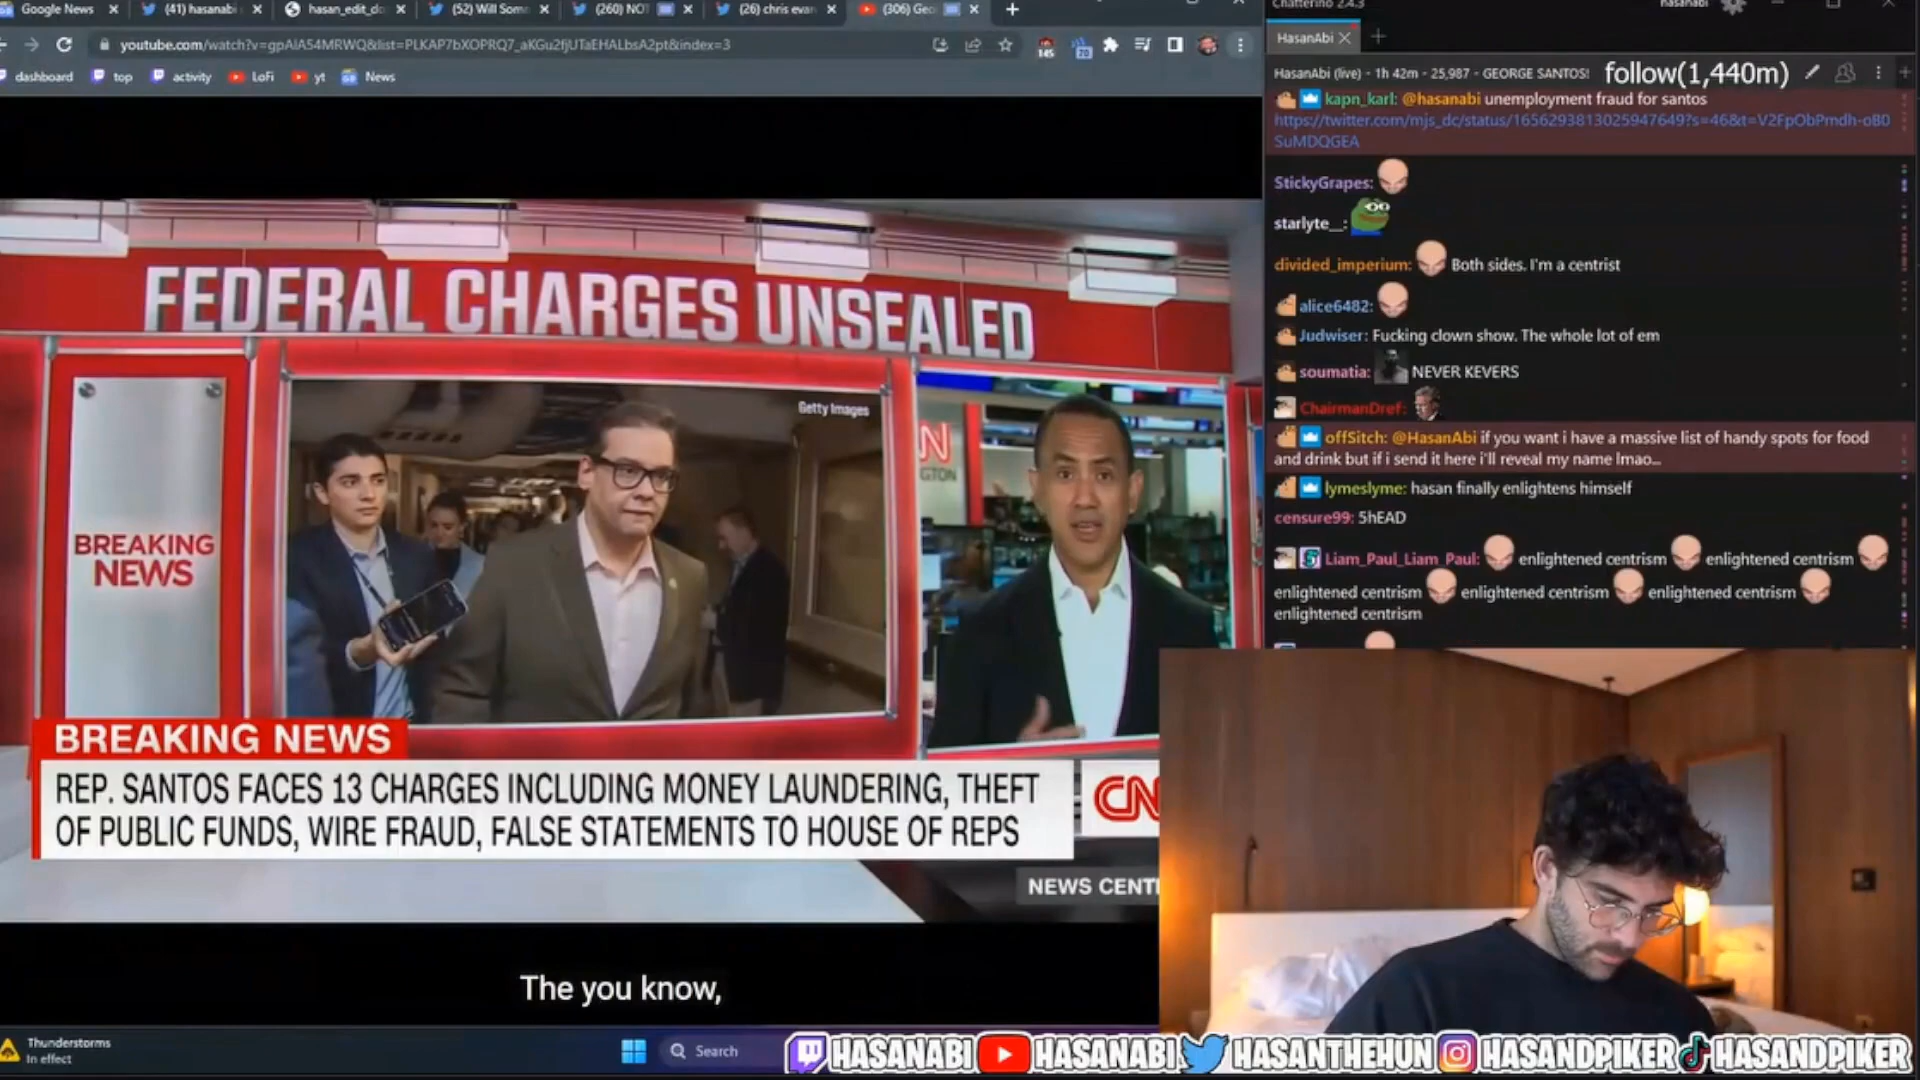 Google News
(41) hasanabi
hasan_edit_do
(52) Will Som
(260) NOT
(26) chris evan
(306) Geo
youtube.com/watch?v=gpAlA54MRWQ&list=PLKAP7bXOPRQ7_aKGu2fjUTaEHALbsA2pt&index=3
145
70
dashboard
top
activity
LoFi
yt
News
FEDERAL CHARGES UNSEALED
BREAKING
NEWS
Getty Images
N
GTON
BREAKING NEWS
REP. SANTOS FACES 13 CHARGES INCLUDING MONEY LAUNDERING, THEFT
OF PUBLIC FUNDS, WIRE FRAUD, FALSE STATEMENTS TO HOUSE OF REPS
CN
NEWS CENT
The you know,
Chatterino 2.4.3
hasanabi
HasanAbi
HasanAbi (live) - 1h 42m - 25,987 - GEORGE SANTOS!
follow(1,440m)
kapn_karl: @hasanabi unemployment fraud for santos
https://twitter.com/mjs_dc/status/1656293813025947649?s=46&t=V2FpObPmdh-oB0
SuMDQGEA
StickyGrapes:
starlyte__:
divided_imperium: Both sides. I'm a centrist
alice6482:
Judwiser: Fucking clown show. The whole lot of em
soumatia: NEVER KEVERS
ChairmanDref:
offSitch: @HasanAbi if you want i have a massive list of handy spots for food
and drink but if i send it here i'll reveal my name lmao...
lymeslyme: hasan finally enlightens himself
censure99: 5hEAD
Liam_Paul_Liam_Paul: enlightened centrism enlightened centrism
enlightened centrism enlightened centrism enlightened centrism
enlightened centrism
Thunderstorms
In effect
Search
HASANABI
HASANABI
HASANTHEHUN
HASANDPIKER
HASANDPIKER